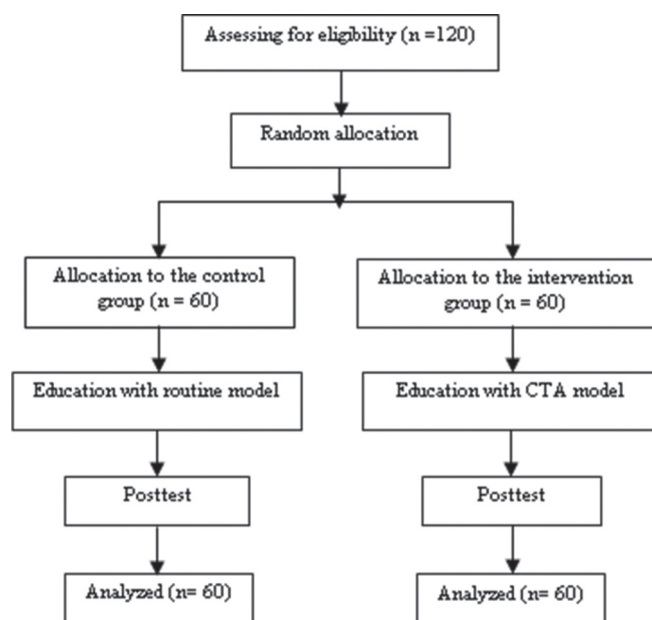 Assessing for eligibility (n =120)
Random allocation
Allocation to the control
group (n = 60)
Allocation to the intervention
group (n = 60)
Education with routine model
Education with CTA model
Posttest
Posttest
Analyzed (n= 60)
Analyzed (n= 60)